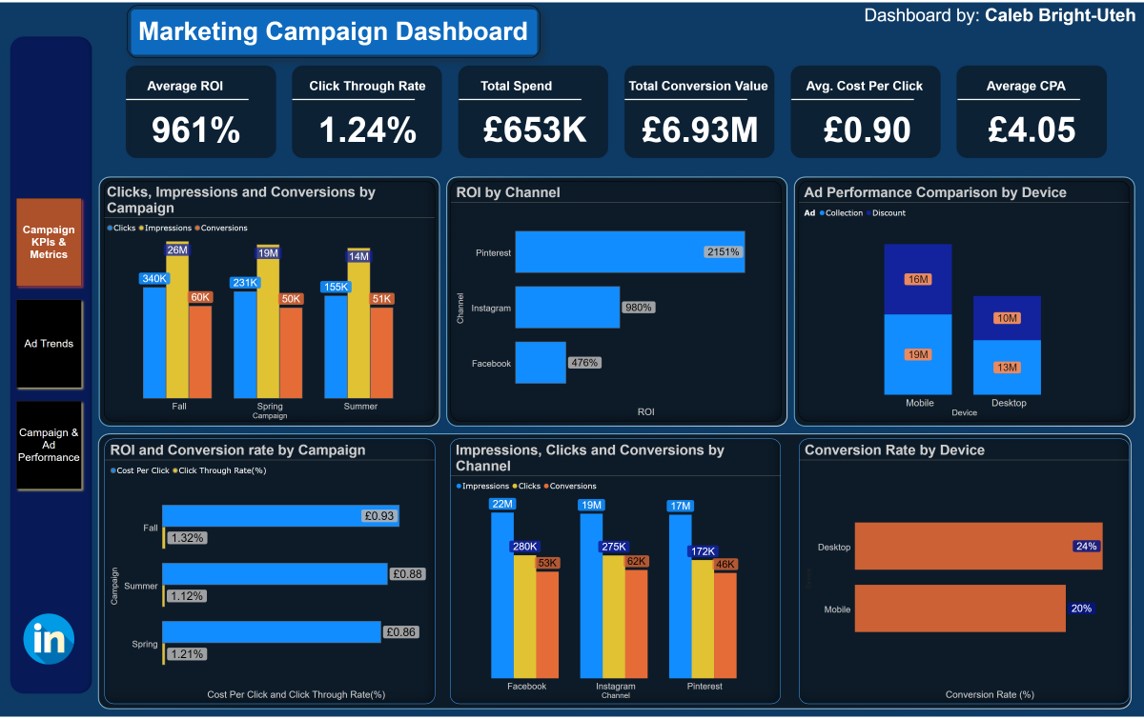 Dashboard by: Caleb Bright-Uteh
Marketing Campaign Dashboard
Average ROI
961%
Click Through Rate
1.24%
Total Spend
£653K
Total Conversion Value
£6.93M
Avg. Cost Per Click
£0.90
Average CPA
£4.05
Campaign
KPIs &
Metrics
Ad Trends
Campaign &
Ad
Performance
in
Clicks, Impressions and Conversions by
Campaign
Clicks Impressions Conversions
340K 26M 60K
231K 19M 50K
155K 14M 51K
Fall Spring Summer
Campaign
ROI by Channel
Channel
Pinterest 2151%
Instagram 980%
Facebook 476%
ROI
Ad Performance Comparison by Device
Ad Collection Discount
16M
19M
10M
13M
Mobile Desktop
Device
ROI and Conversion rate by Campaign
Cost Per Click Click Through Rate(%)
Campaign
Fall £0.93
1.32%
Summer £0.88
1.12%
Spring £0.86
1.21%
Cost Per Click and Click Through Rate(%)
Impressions, Clicks and Conversions by
Channel
Impressions Clicks Conversions
22M 280K 53K
19M 275K 62K
17M 172K 46K
Facebook Instagram Pinterest
Channel
Conversion Rate by Device
Desktop 24%
Mobile 20%
Conversion Rate (%)